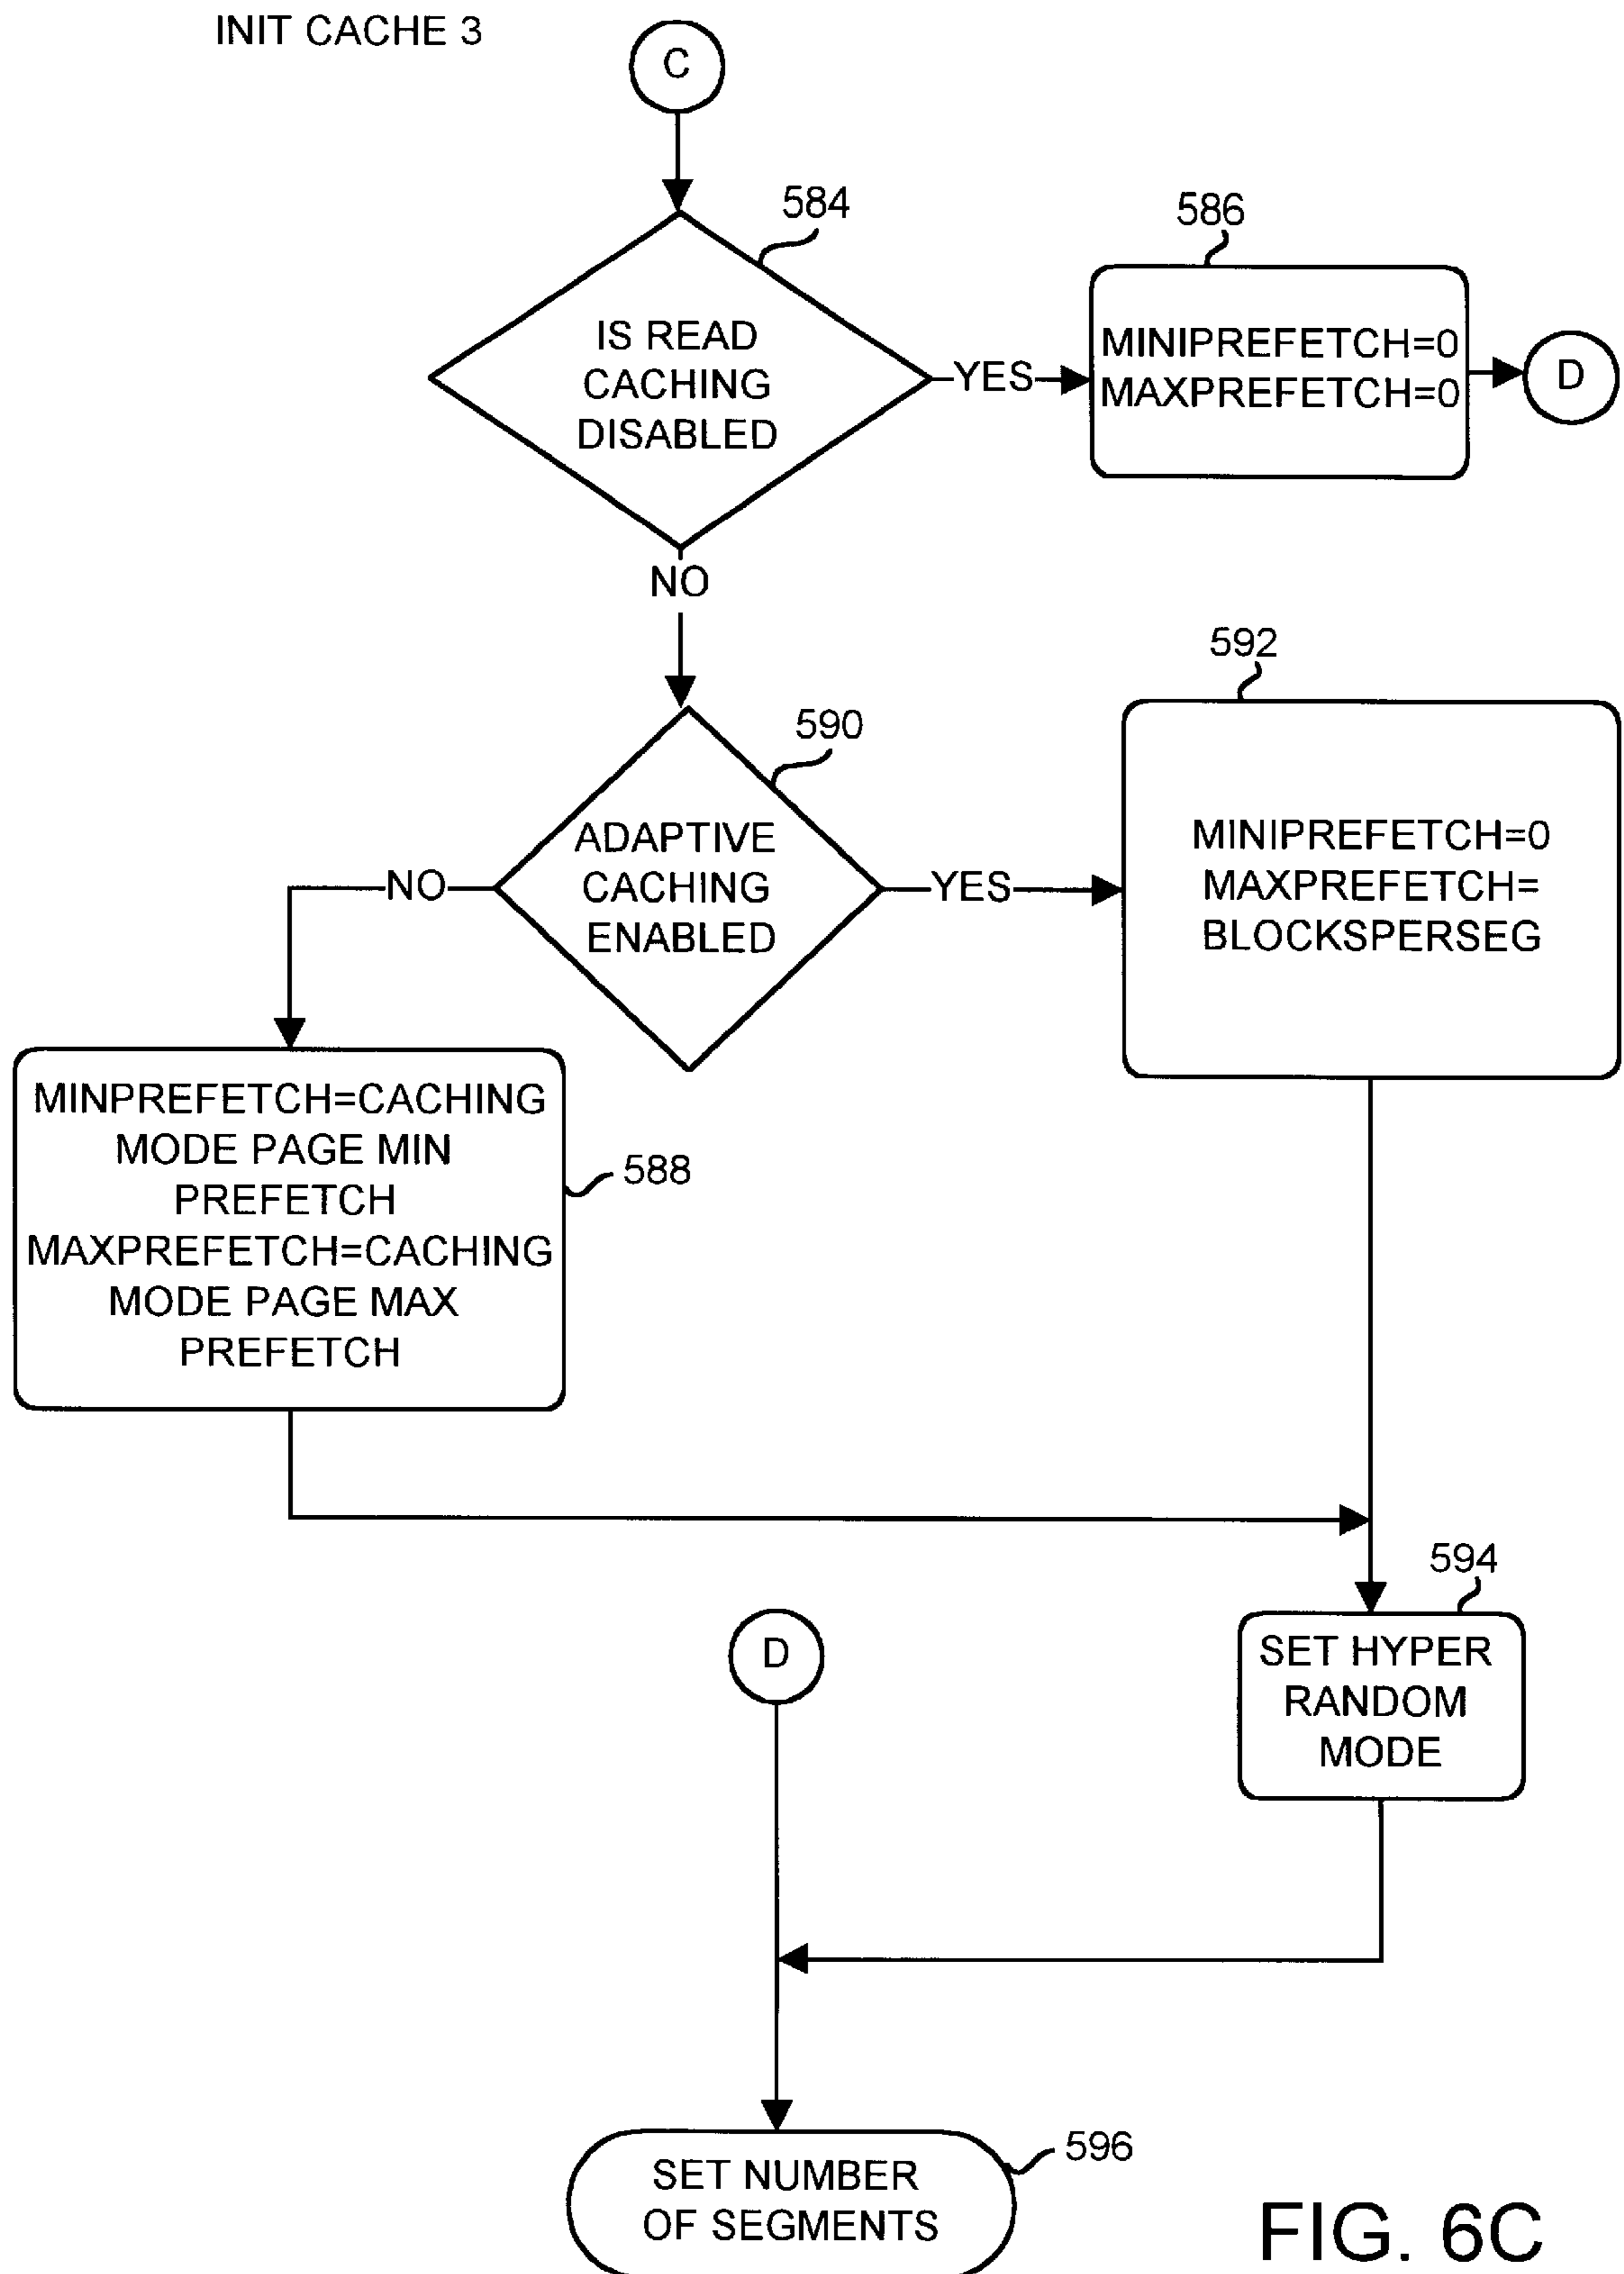 INIT CACHE 3
C
584
IS READ
CACHING
DISABLED
YES
586
MINIPREFETCH=0
MAXPREFETCH=0
D
NO
590
ADAPTIVE
CACHING
ENABLED
YES
592
MINIPREFETCH=0
MAXPREFETCH=
BLOCKSPERSEG
NO
MINPREFETCH=CACHING
MODE PAGE MIN
PREFETCH
MAXPREFETCH=CACHING
MODE PAGE MAX
PREFETCH
588
594
SET HYPER
RANDOM
MODE
D
596
SET NUMBER
OF SEGMENTS
FIG. 6C